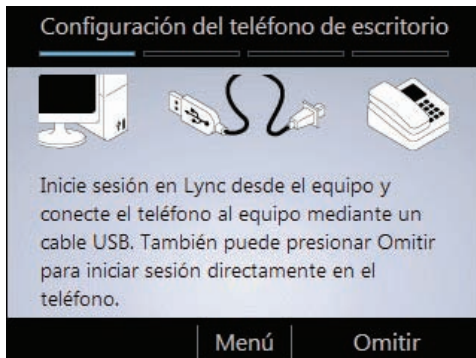 Configuración del teléfono de escritorio
Inicie sesión en Lync desde el equipo y
conecte el teléfono al equipo mediante un
cable USB. También puede presionar Omitir
para iniciar sesión directamente en el
teléfono.
Menú Omitir